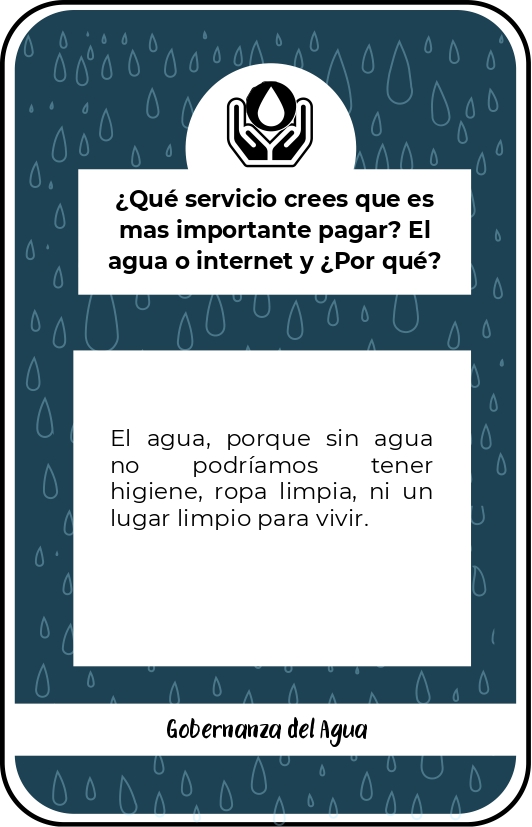 ¿Qué servicio crees que es
mas importante pagar? El
agua o internet y ¿Por qué?
El agua, porque sin agua
no podríamos tener
higiene, ropa limpia, ni un
lugar limpio para vivir.
Gobernanza del Agua